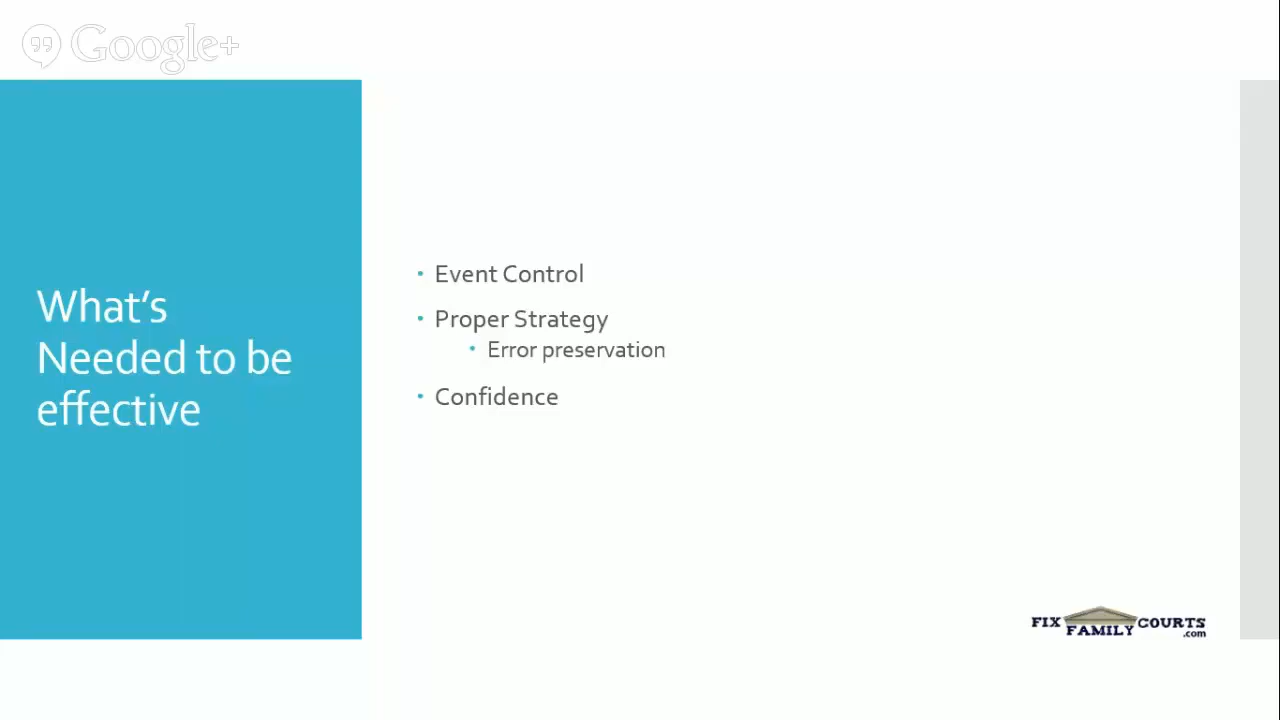 Google+
What's
Needed to be
effective
Event Control
Proper Strategy
Error preservation
Confidence
FIX FAMILY COURTS
.com